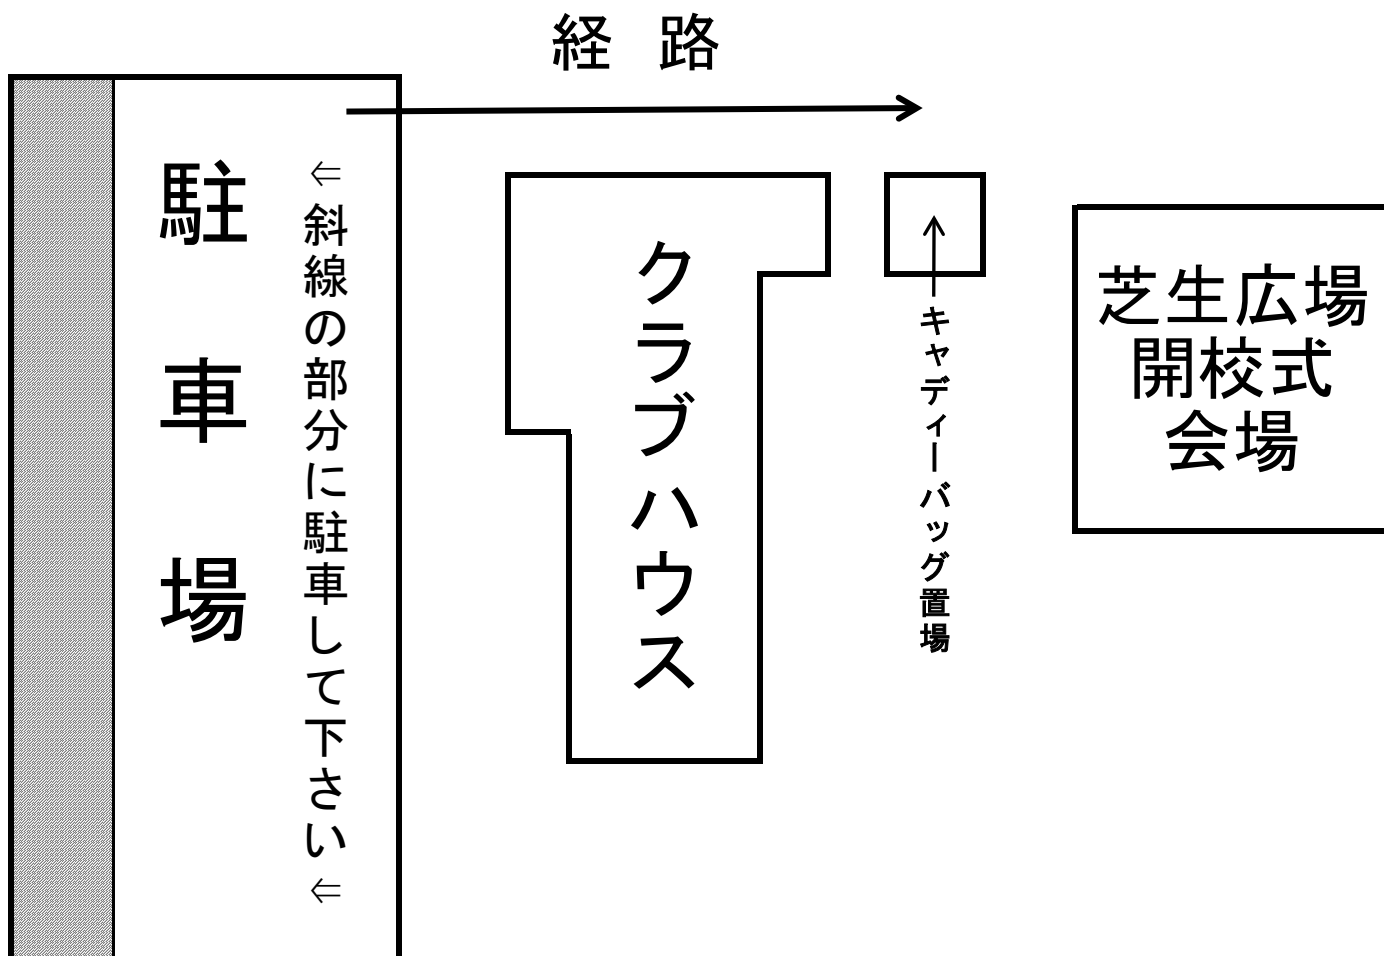 経 路
駐車場
⇐斜線の部分に駐車して下さい⇐
クラブハウス
キャディーバッグ置場
芝生広場
開校式
会場